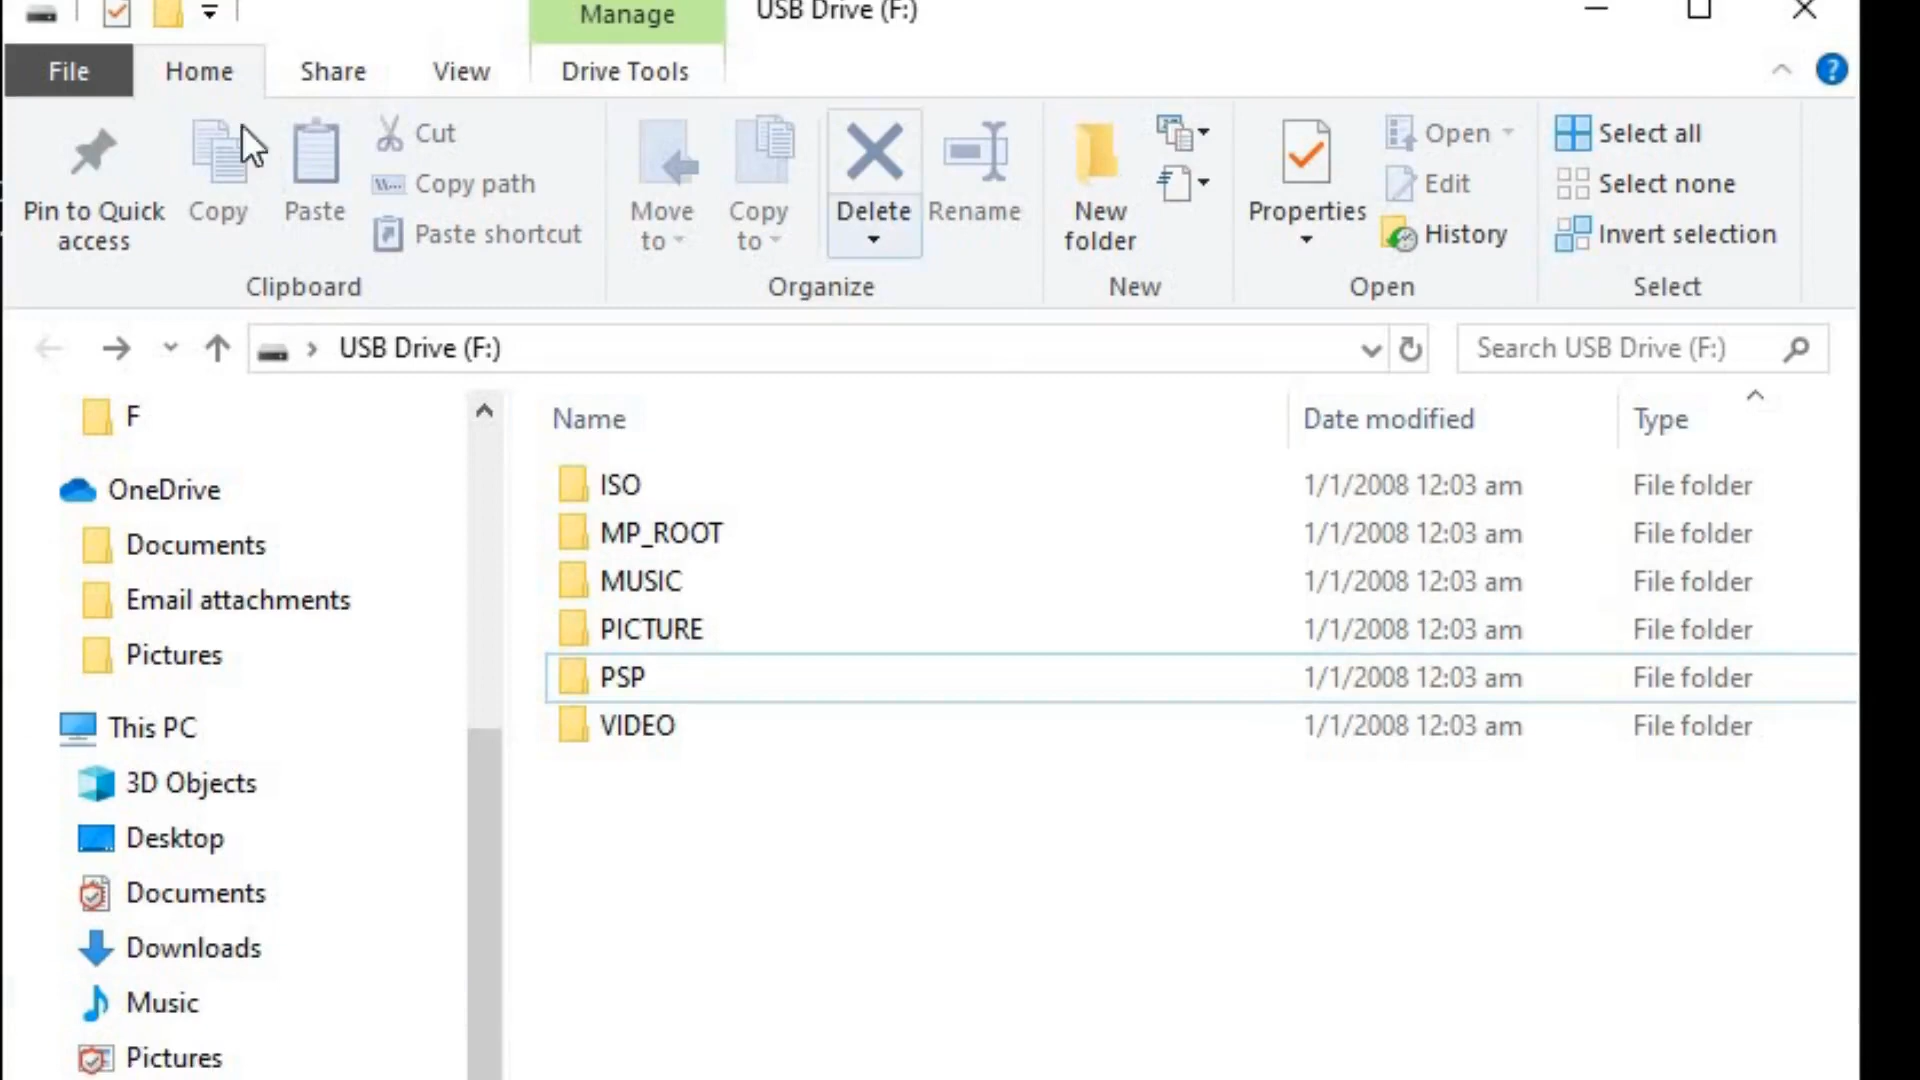 Manage
USB Drive (F:)
File
Home
Share
View
Drive Tools
?
Pin to Quick
access
Copy
Paste
Cut
Copy path
Paste shortcut
Clipboard
Move
to
Copy
to
Delete
Rename
Organize
New
folder
New
Properties
Open
Edit
History
Open
Select all
Select none
Invert selection
Select
USB Drive (F:)
Search USB Drive (F:)
F
OneDrive
Documents
Email attachments
Pictures
This PC
3D Objects
Desktop
Documents
Downloads
Music
Pictures
Name Date modified Type
ISO 1/1/2008 12:03 am File folder
MP_ROOT 1/1/2008 12:03 am File folder
MUSIC 1/1/2008 12:03 am File folder
PICTURE 1/1/2008 12:03 am File folder
PSP 1/1/2008 12:03 am File folder
VIDEO 1/1/2008 12:03 am File folder